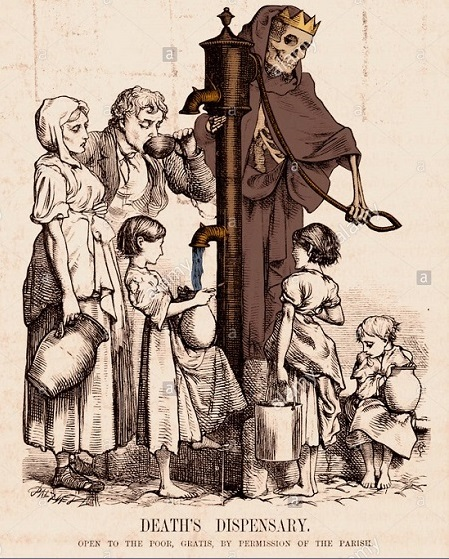 DEATH'S DISPENSARY.
OPEN TO THE POOR, GRATIS, BY PERMISSION OF THE PARISH.